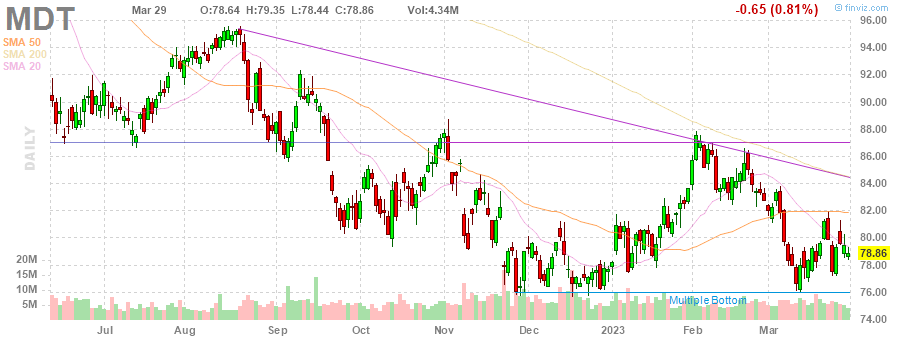 MDT Mar 29 O:78.64 H:79.35 L:78.44 C:78.86 Vol:4.34M -0.65 (0.81%) © finviz.com
SMA 50
SMA 200
SMA 20
DAILY
96.00
94.00
92.00
90.00
88.00
86.00
84.00
82.00
80.00
78.86
78.00
76.00
74.00
20M
15M
10M
5M
Multiple Bottom
Jul Aug Sep Oct Nov Dec 2023 Feb Mar